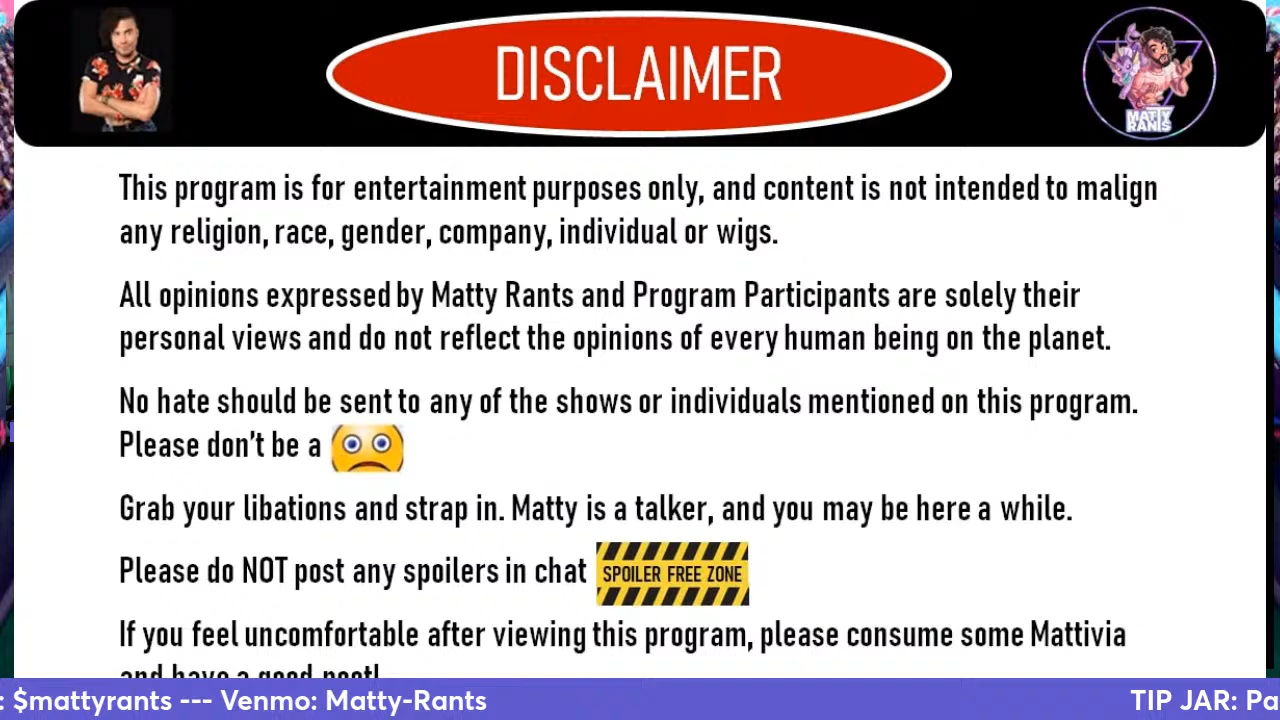 DISCLAIMER
MATTY
RANTS
This program is for entertainment purposes only, and content is not intended to malign
any religion, race, gender, company, individual or wigs.
All opinions expressed by Matty Rants and Program Participants are solely their
personal views and do not reflect the opinions of every human being on the planet.
No hate should be sent to any of the shows or individuals mentioned on this program.
Please don't be a
Grab your libations and strap in. Matty is a talker, and you may be here a while.
Please do NOT post any spoilers in chat SPOILER FREE ZONE
If you feel uncomfortable after viewing this program, please consume some Mattivia
and have a good
: $mattyrants --- Venmo: Matty-Rants TIP JAR: Pa